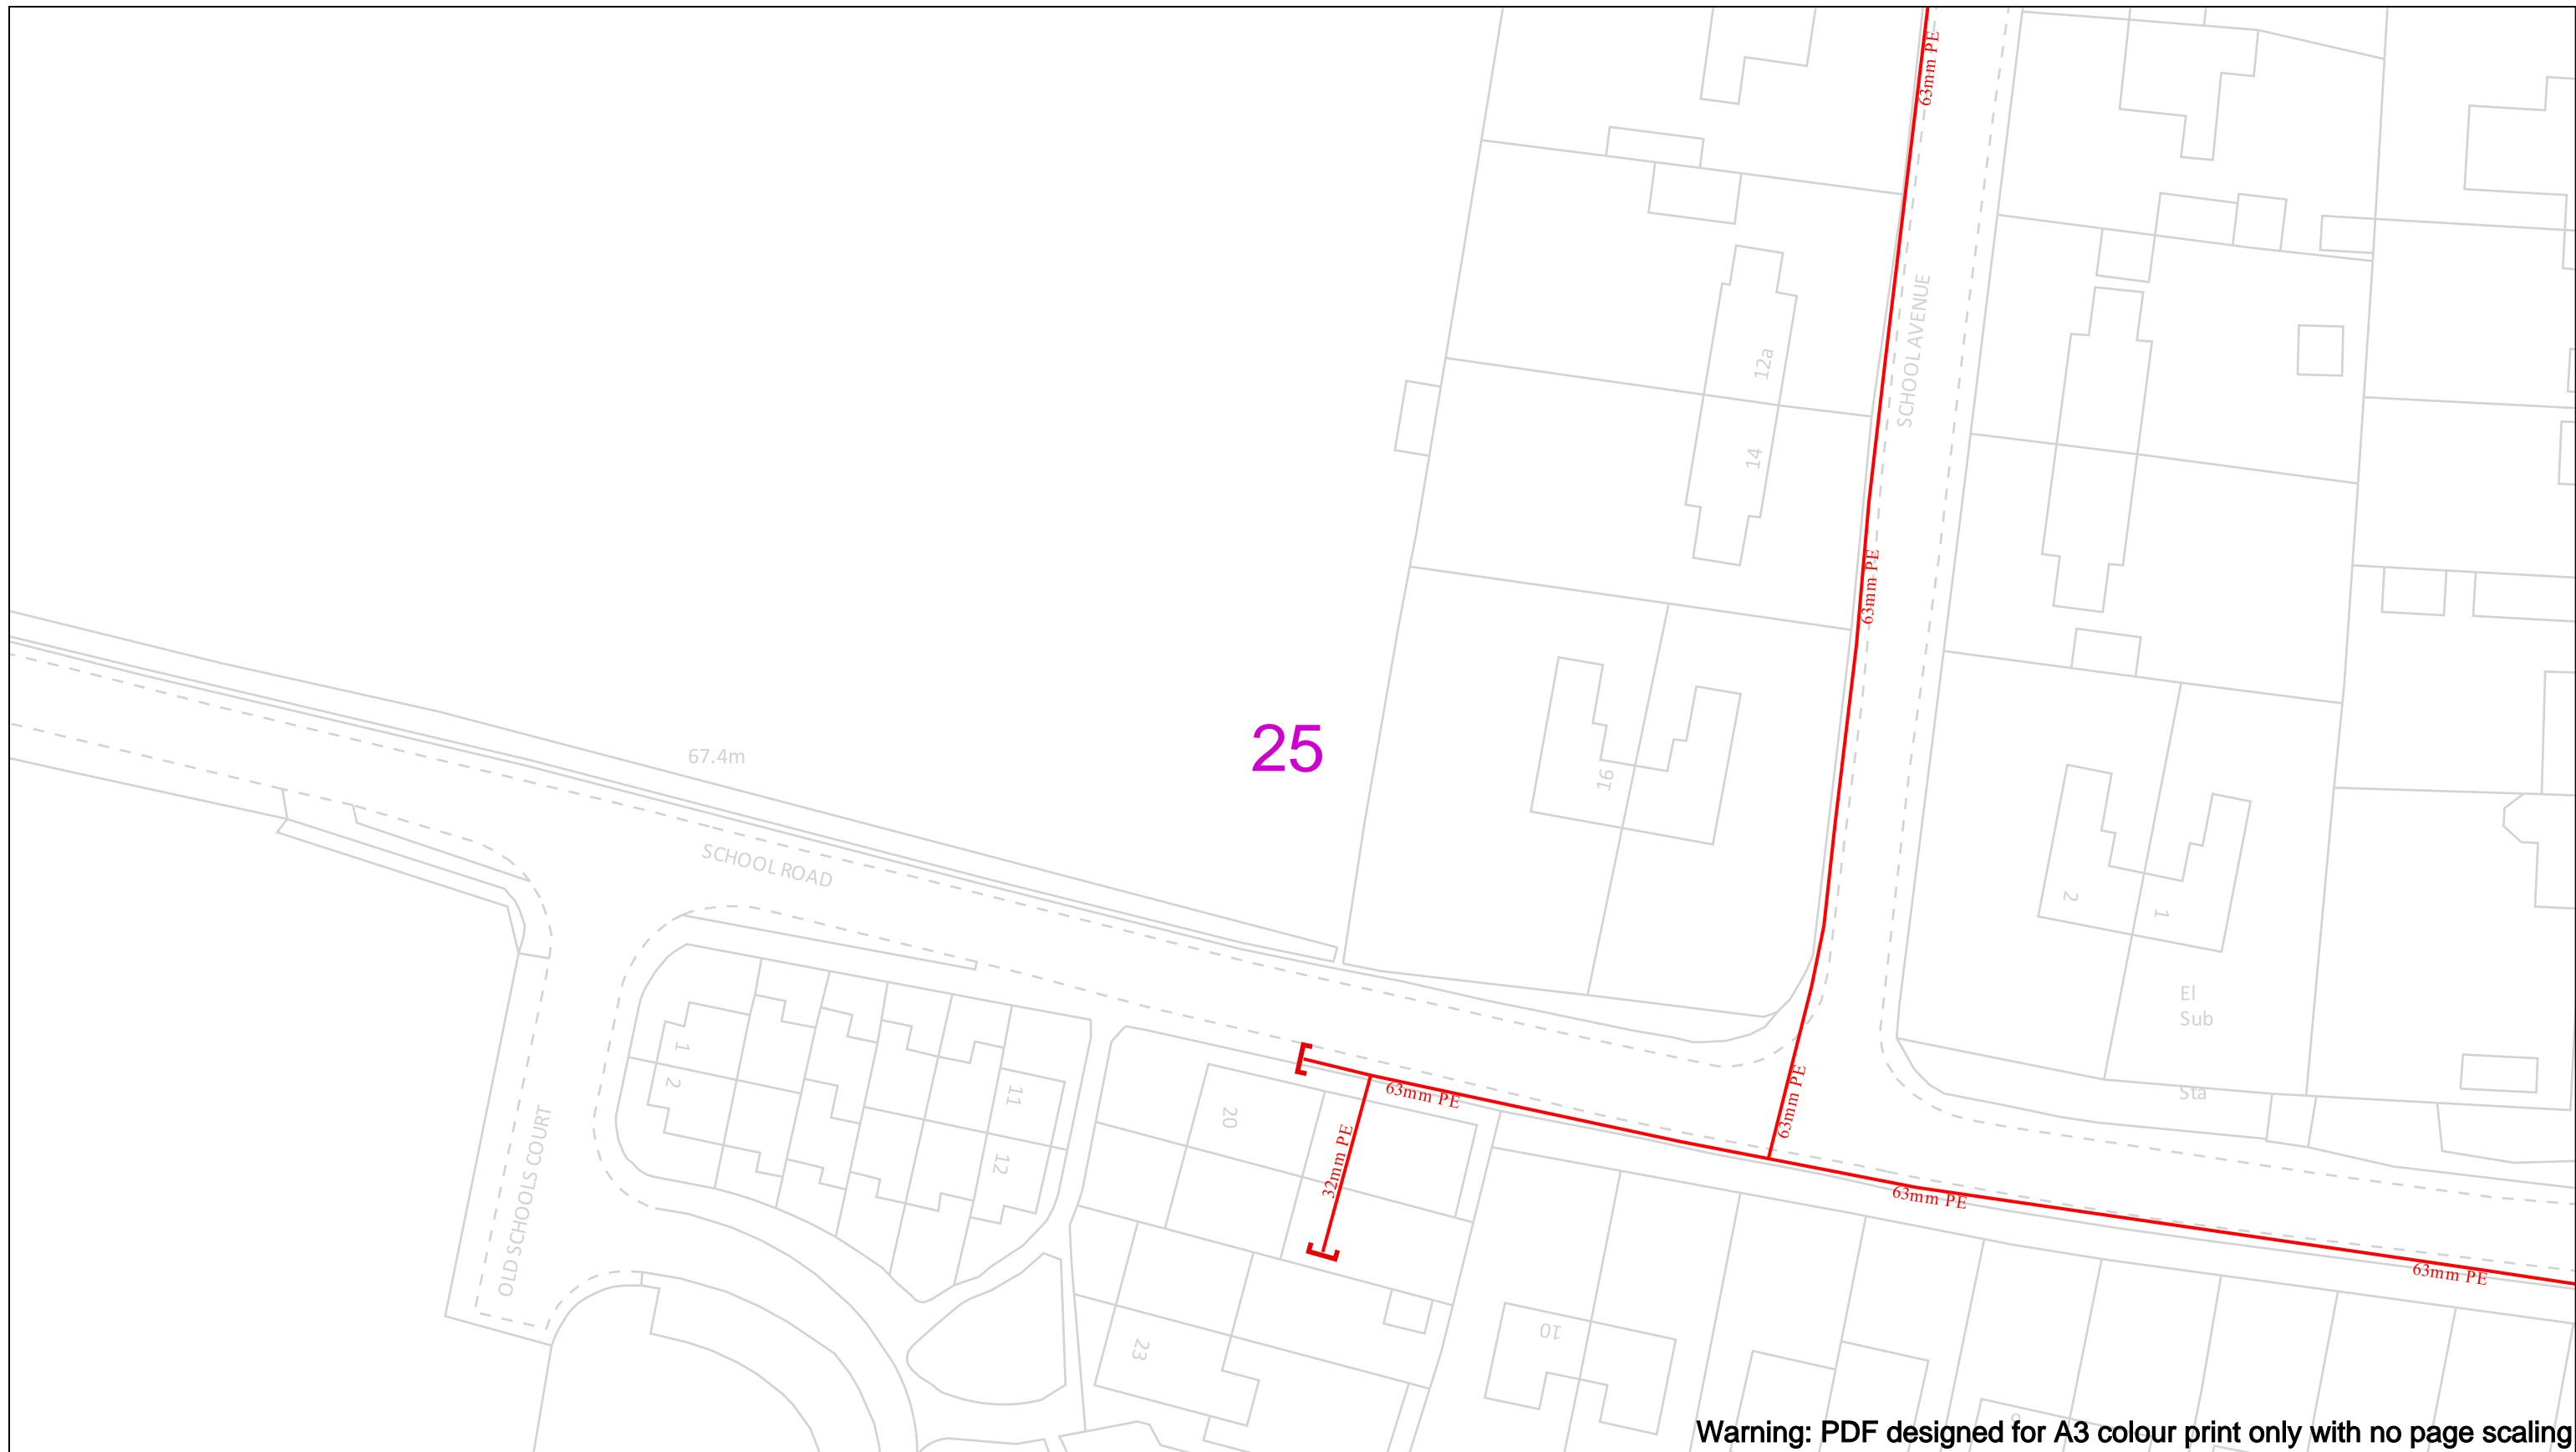 63mm PE
SCHOOL AVENUE
12a
14
63mm PE
25
67.4m
16
SCHOOL ROAD
2
1
El
Sub
Sta
1
2
11
12
20
63mm PE
63mm PE
32mm PE
63mm PE
63mm PE
OLD SCHOOLS COURT
23
10
Warning: PDF designed for A3 colour print only with no page scaling